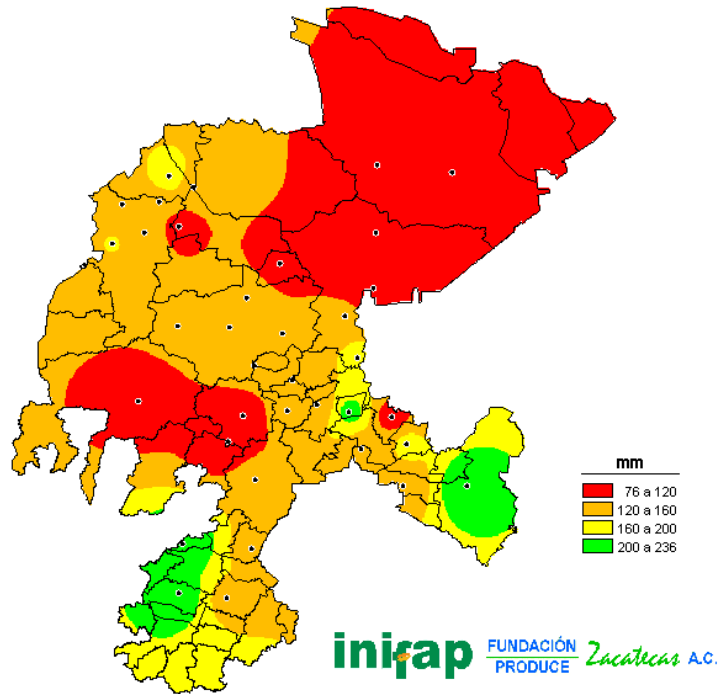 mm
76 a 120
120 a 160
160 a 200
200 a 236
inifap
FUNDACIÓN
PRODUCE
Zacatecas A.C.